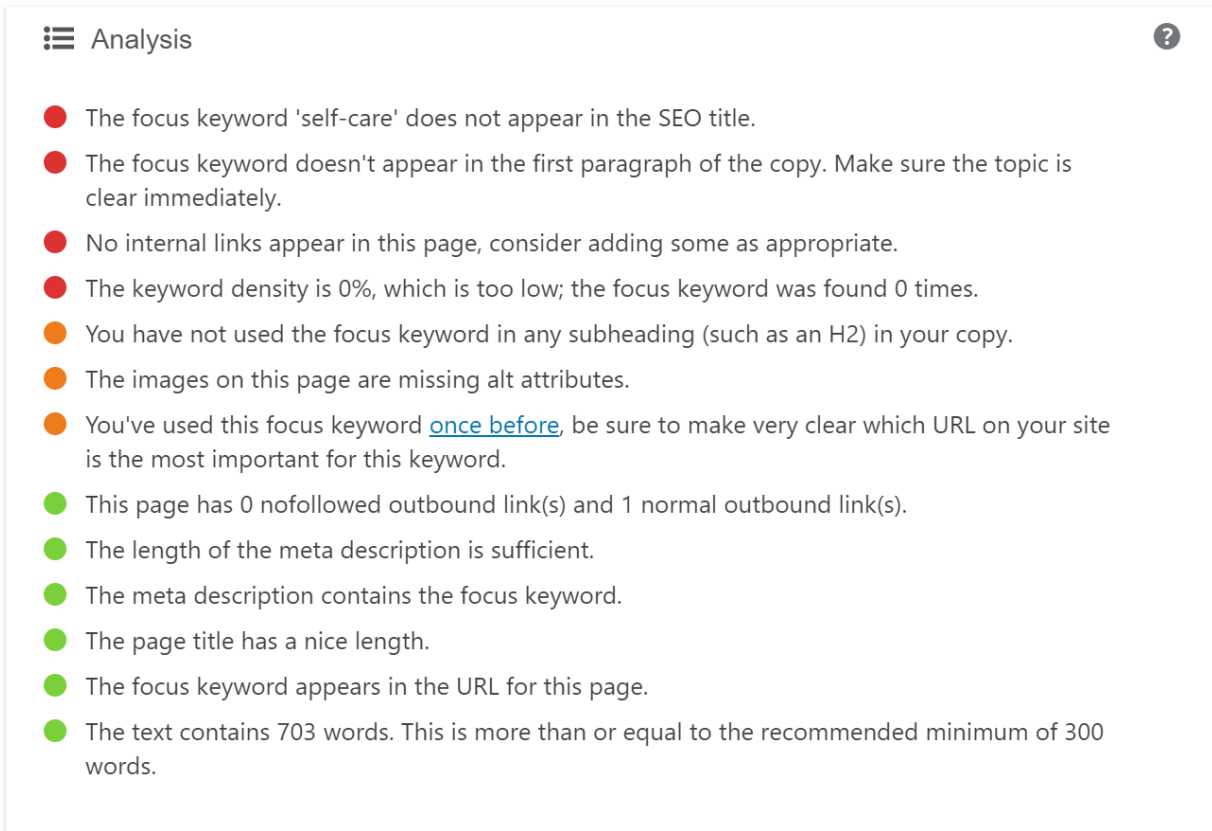 Analysis
?
The focus keyword 'self-care' does not appear in the SEO title.
The focus keyword doesn't appear in the first paragraph of the copy. Make sure the topic is
clear immediately.
No internal links appear in this page, consider adding some as appropriate.
The keyword density is 0%, which is too low; the focus keyword was found 0 times.
You have not used the focus keyword in any subheading (such as an H2) in your copy.
The images on this page are missing alt attributes.
You've used this focus keyword once before, be sure to make very clear which URL on your site
is the most important for this keyword.
This page has 0 nofollowed outbound link(s) and 1 normal outbound link(s).
The length of the meta description is sufficient.
The meta description contains the focus keyword.
The page title has a nice length.
The focus keyword appears in the URL for this page.
The text contains 703 words. This is more than or equal to the recommended minimum of 300
words.